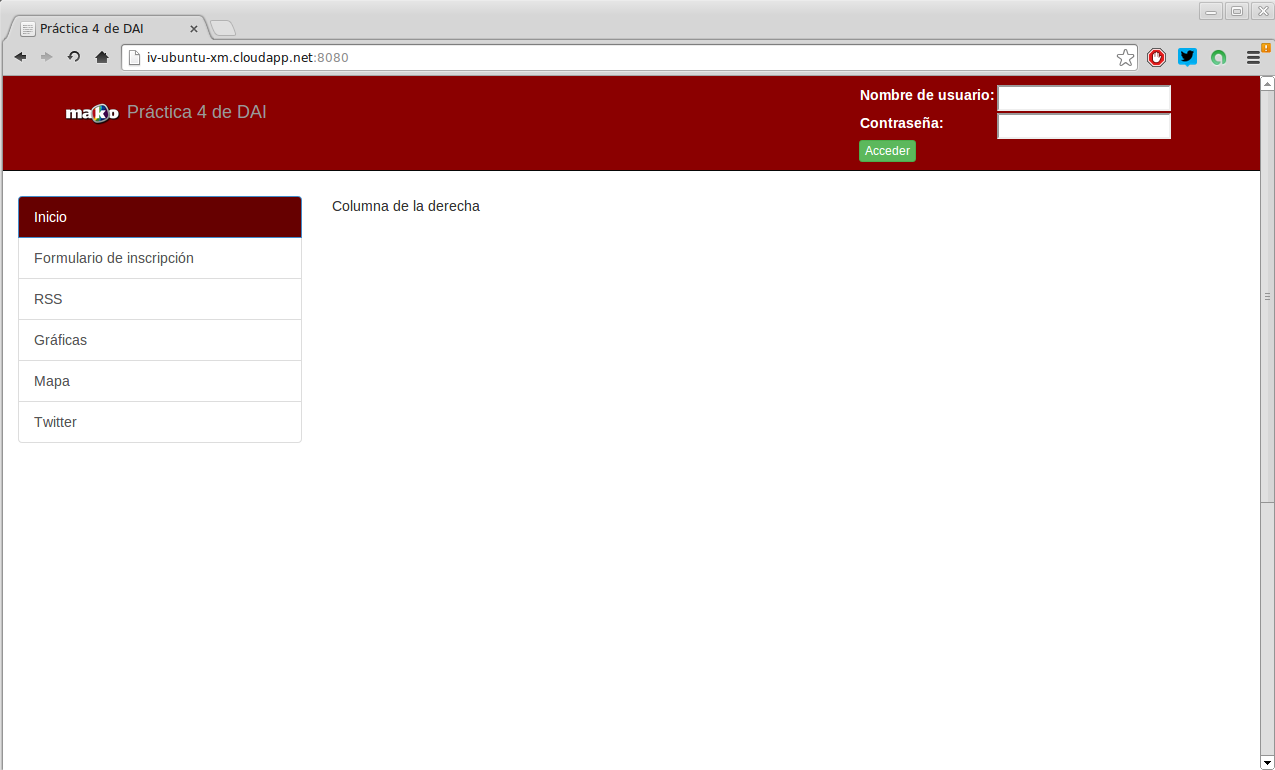 Práctica 4 de DAI
iv-ubuntu-xm.cloudapp.net:8080
mako Práctica 4 de DAI
Nombre de usuario:
Contraseña:
Acceder
Inicio
Columna de la derecha
Formulario de inscripción
RSS
Gráficas
Mapa
Twitter